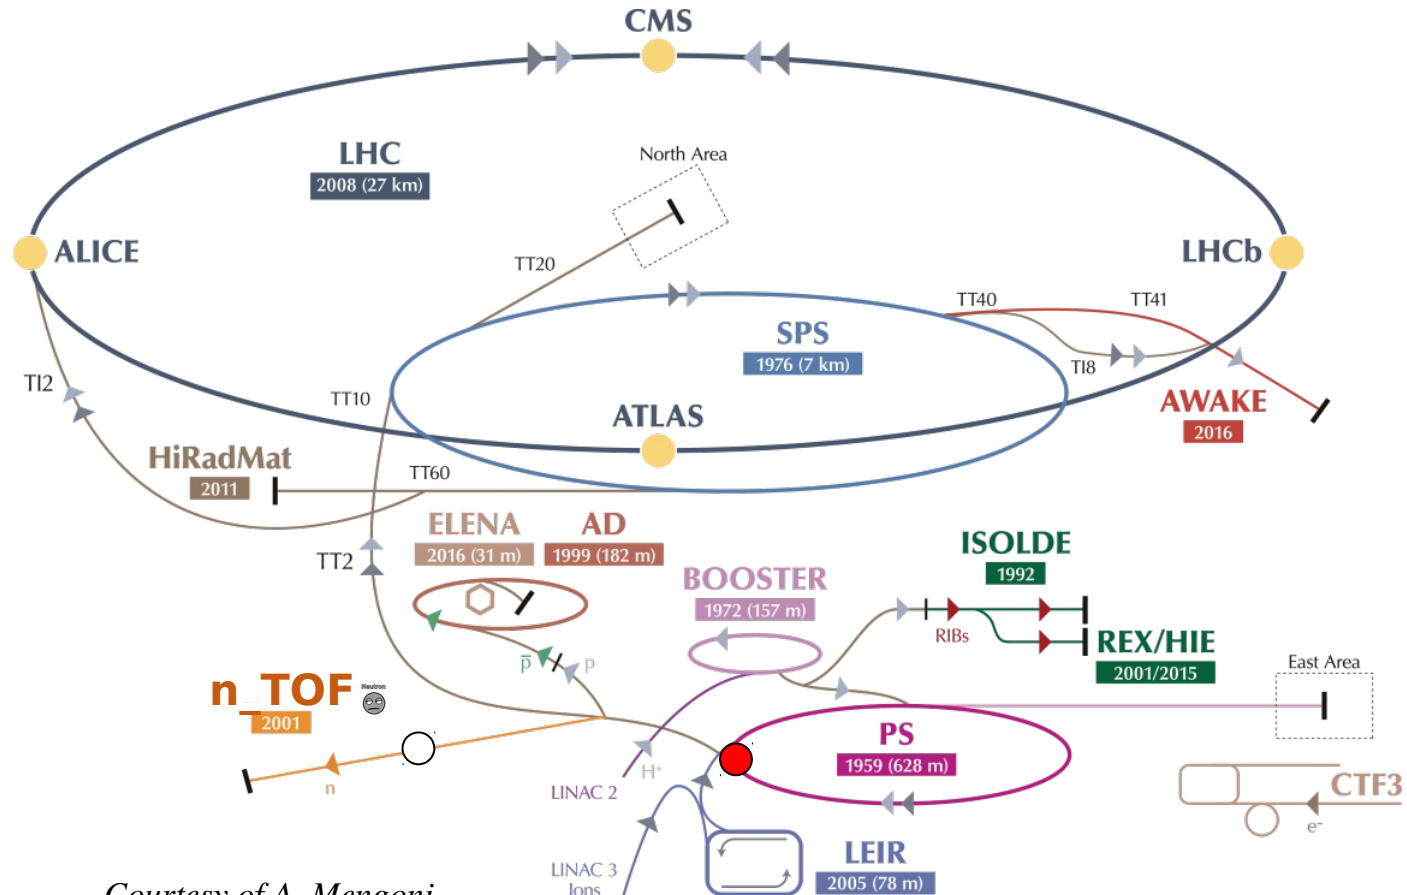 CMS
LHC
2008 (27 km)
North Area
ALICE
LHCb
TT20
TT40
TT41
SPS
1976 (7 km)
TI8
TI2
TT10
ATLAS
AWAKE
2016
HiRadMat
2011
TT60
ELENA
2016 (31 m)
AD
1999 (182 m)
TT2
BOOSTER
1972 (157 m)
ISOLDE
1992
RIBs
REX/HIE
2001/2015
p̅
p
East Area
n_TOF
Neutron
2001
PS
1959 (628 m)
H+
n
LINAC 2
CTF3
e-
LINAC 3
Ions
LEIR
2005 (78 m)
Courtesy of A. Mengoni